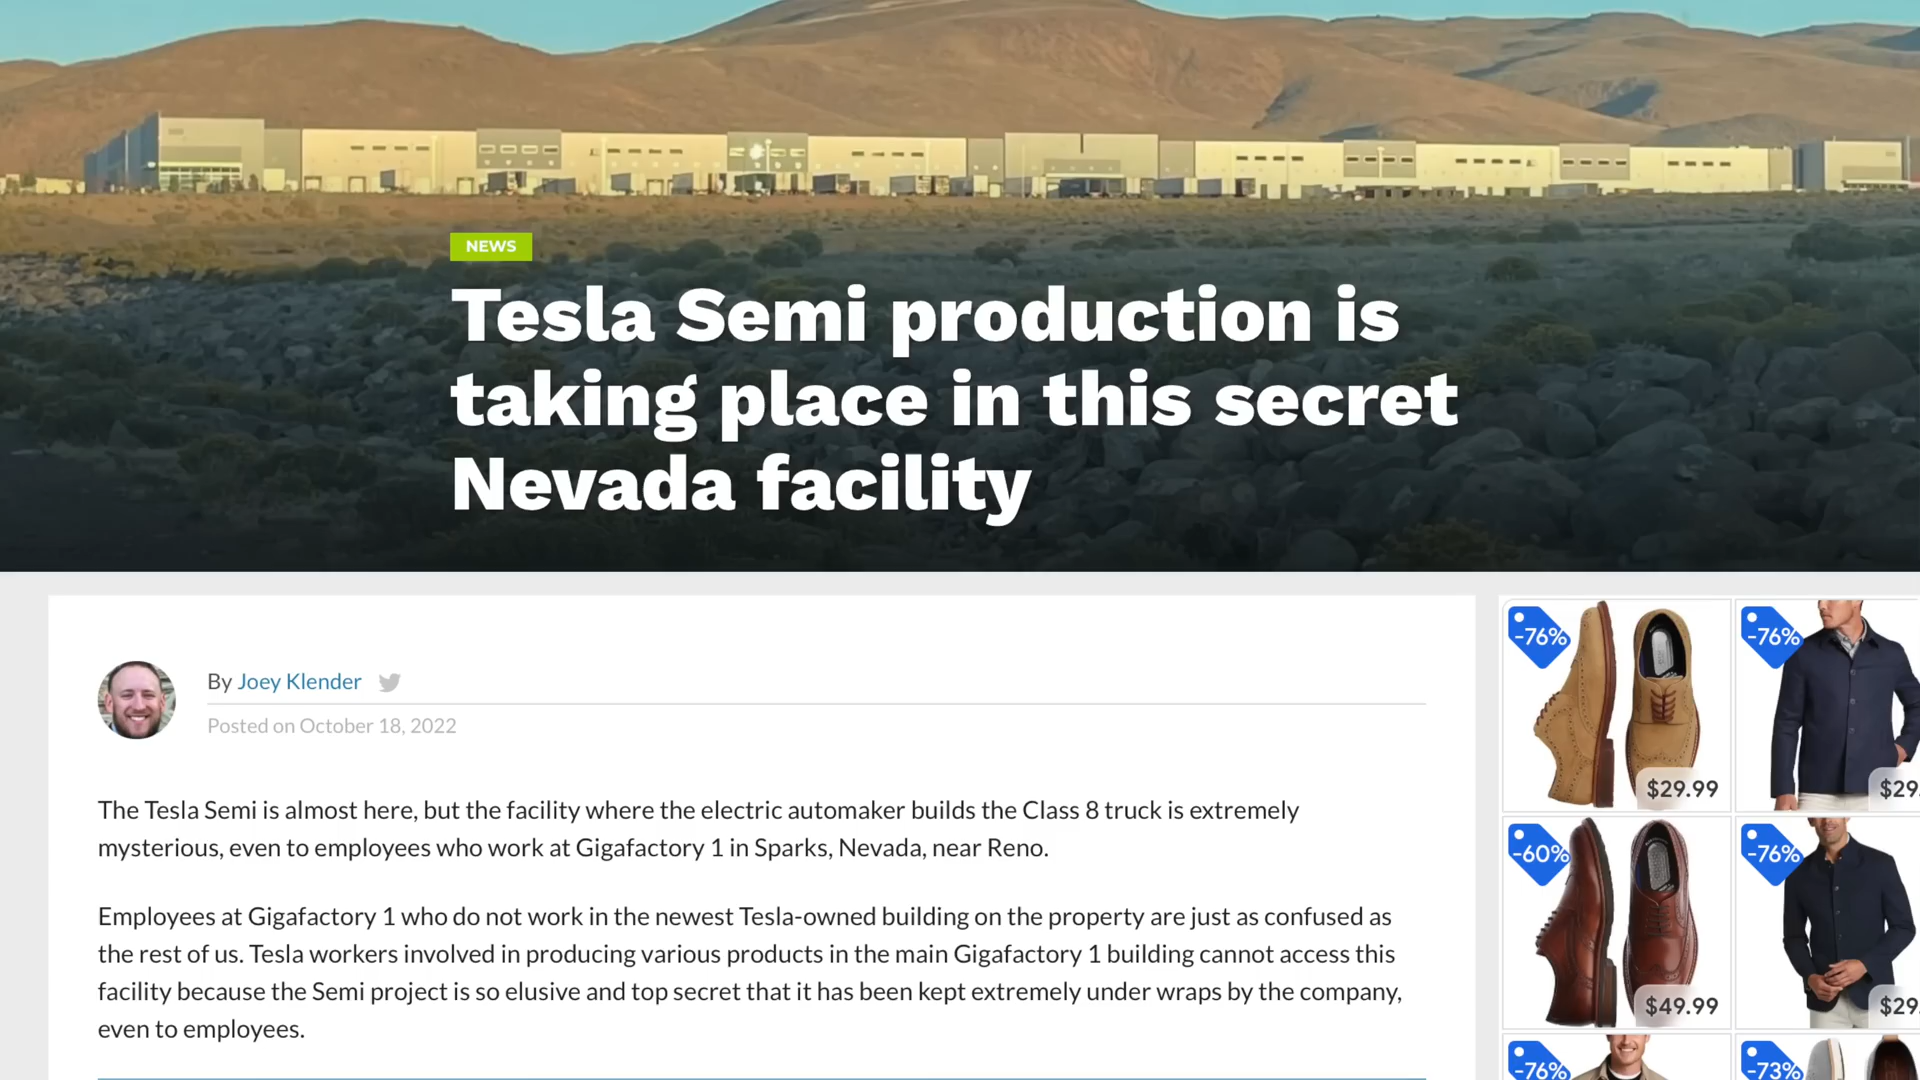 NEWS
Tesla Semi production is
taking place in this secret
Nevada facility
By Joey Klender
Posted on October 18, 2022
The Tesla Semi is almost here, but the facility where the electric automaker builds the Class 8 truck is extremely
mysterious, even to employees who work at Gigafactory 1 in Sparks, Nevada, near Reno.
Employees at Gigafactory 1 who do not work in the newest Tesla-owned building on the property are just as confused as
the rest of us. Tesla workers involved in producing various products in the main Gigafactory 1 building cannot access this
facility because the Semi project is so elusive and top secret that it has been kept extremely under wraps by the company,
even to employees.
-76%
$29.99
-76%
$29.
-60%
$49.99
-76%
$29.
-76%
-73%